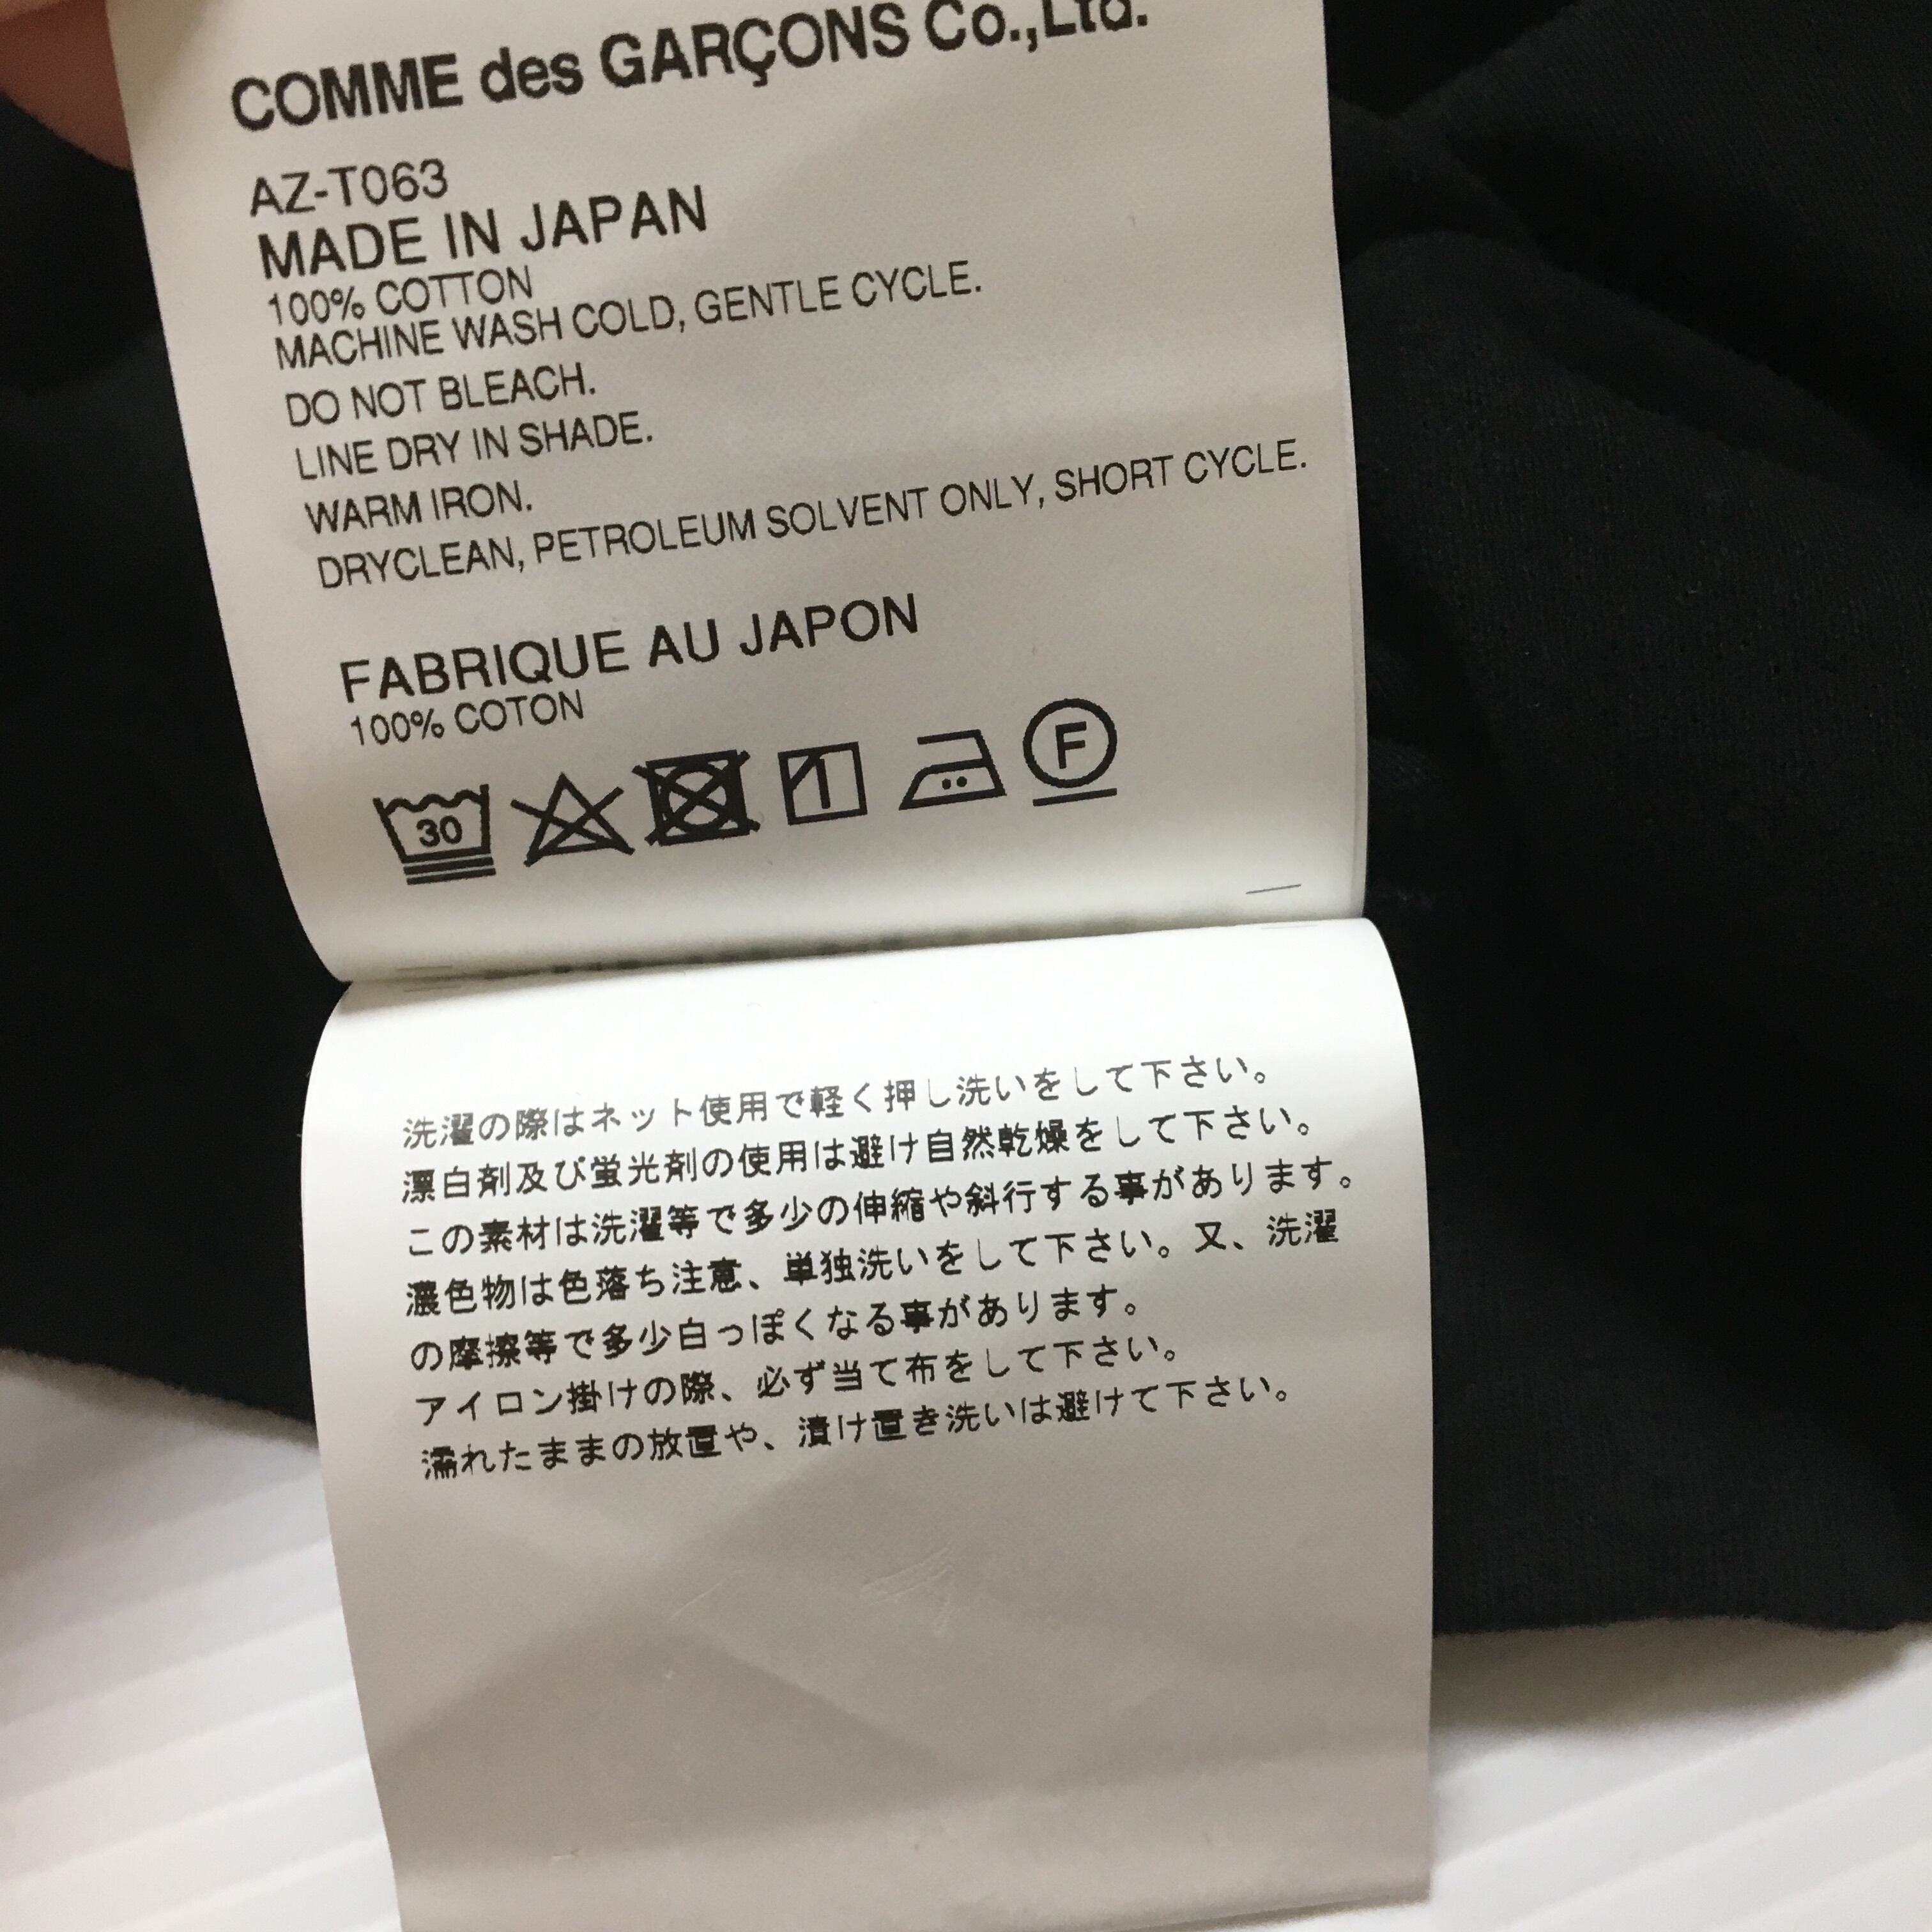 COMME des GARÇONS Co.,Ltd.
AZ-T063
MADE IN JAPAN
100% COTTON
MACHINE WASH COLD, GENTLE CYCLE.
DO NOT BLEACH.
LINE DRY IN SHADE.
WARM IRON.
DRYCLEAN, PETROLEUM SOLVENT ONLY, SHORT CYCLE.
FABRIQUE AU JAPON
100% COTON
30 F
洗濯の際はネット使用で軽く押し洗いをして下さい。
漂白剤及び蛍光剤の使用は避け自然乾燥をして下さい。
この素材は洗濯等で多少の伸縮や斜行する事があります。
濃色物は色落ち注意、単独洗いをして下さい。又、洗濯
の摩擦等で多少白っぽくなる事があります。
アイロン掛けの際、必ず当て布をして下さい。
濡れたままの放置や、漬け置き洗いは避けて下さい。